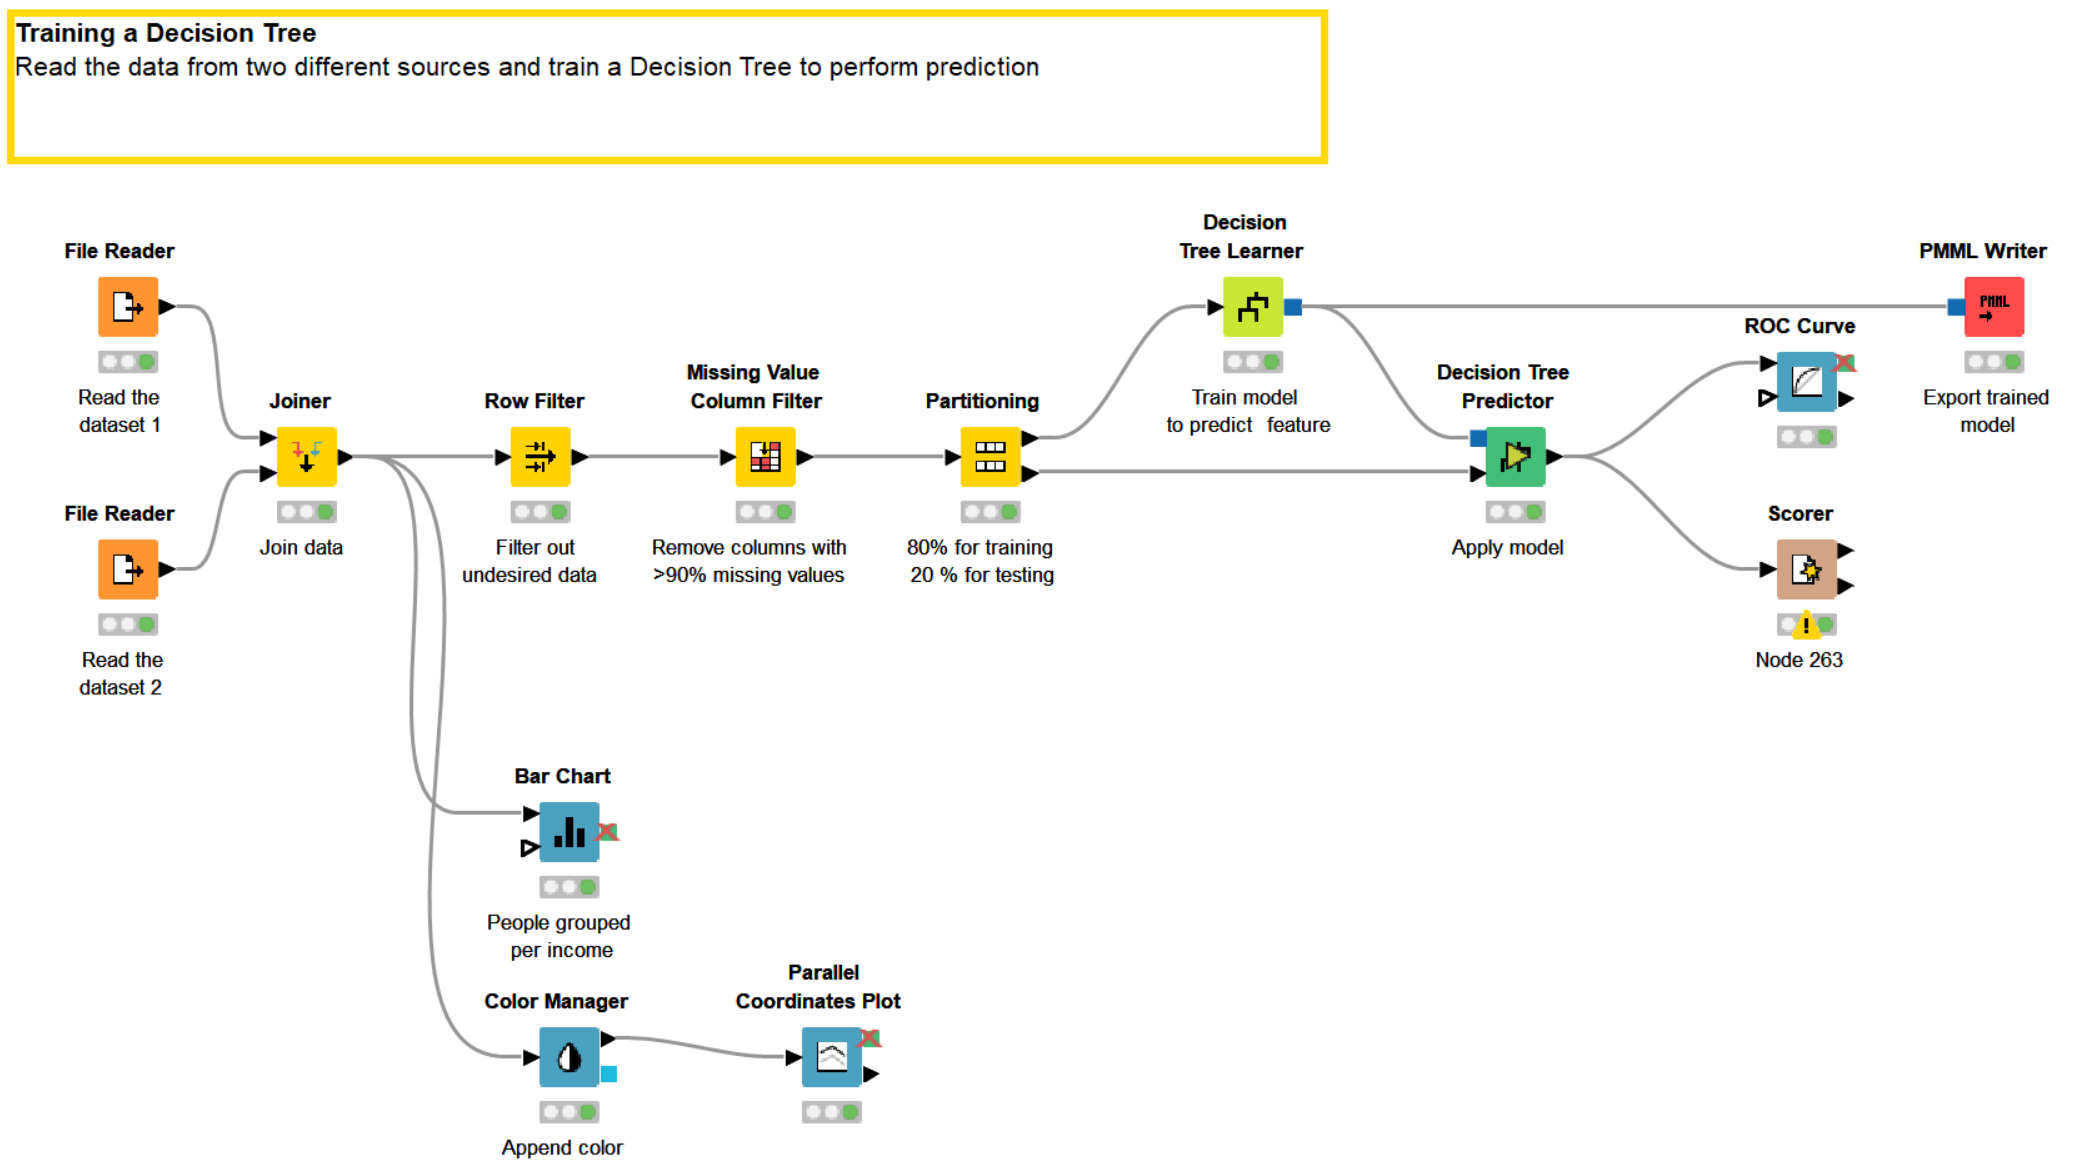 Training a Decision Tree
Read the data from two different sources and train a Decision Tree to perform prediction
File Reader
Read the
dataset 1
File Reader
Read the
dataset 2
Joiner
Join data
Row Filter
Filter out
undesired data
Missing Value
Column Filter
Remove columns with
>90% missing values
Partitioning
80% for training
20 % for testing
Decision
Tree Learner
Train model
to predict feature
Decision Tree
Predictor
Apply model
PMML Writer
PMML
Export trained
model
ROC Curve
Scorer
Node 263
Bar Chart
People grouped
per income
Color Manager
Append color
Parallel
Coordinates Plot